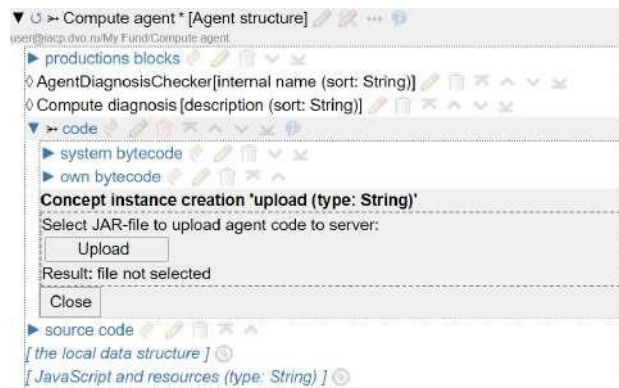 Compute agent * [Agent structure]
user@iacp.dvo.ru/My Fund/Compute agent
productions blocks
AgentDiagnosisChecker[internal name (sort: String)]
Compute diagnosis [description (sort: String)]
code
system bytecode
own bytecode
Concept instance creation 'upload (type: String)'
Select JAR-file to upload agent code to server:
Upload
Result: file not selected
Close
source code
[ the local data structure ]
[ JavaScript and resources (type: String) ]